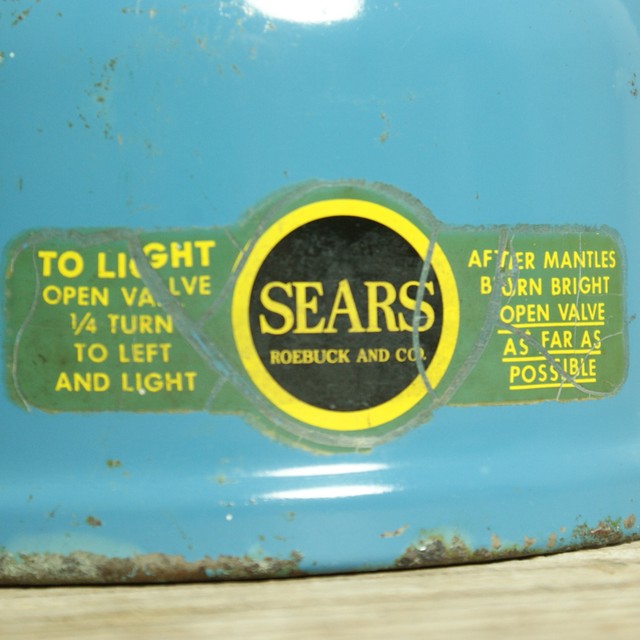 TO LIGHT
OPEN VALVE
1/4 TURN
TO LEFT
AND LIGHT
SEARS
ROEBUCK AND CO.
AFTER MANTLES
BURN BRIGHT
OPEN VALVE
AS FAR AS
POSSIBLE